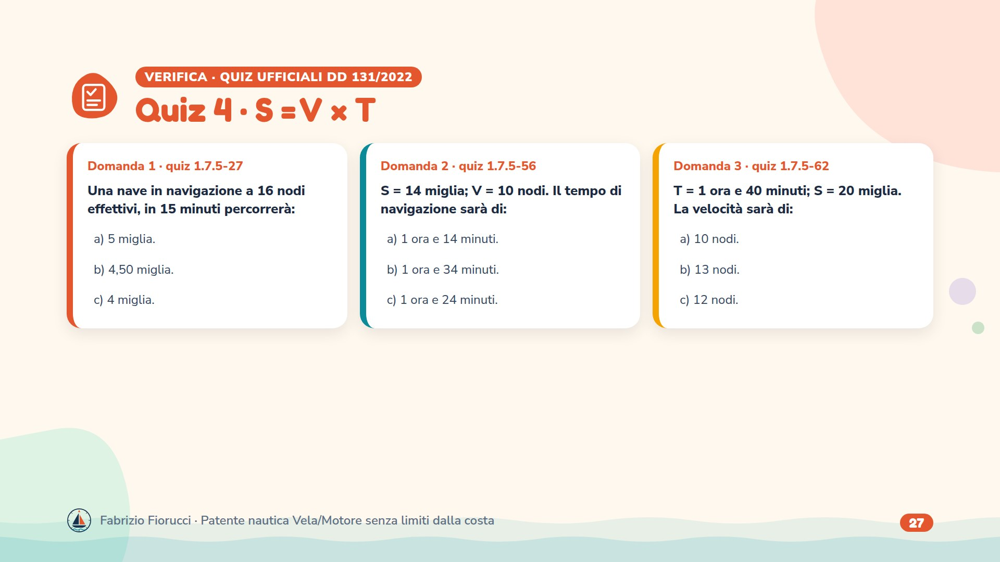 VERIFICA · QUIZ UFFICIALI DD 131/2022
Quiz 4 · S = V × T
Domanda 1 · quiz 1.7.5-27
Una nave in navigazione a 16 nodi
effettivi, in 15 minuti percorrerà:
a) 5 miglia.
b) 4,50 miglia.
c) 4 miglia.
Domanda 2 · quiz 1.7.5-56
S = 14 miglia; V = 10 nodi. Il tempo di
navigazione sarà di:
a) 1 ora e 14 minuti.
b) 1 ora e 34 minuti.
c) 1 ora e 24 minuti.
Domanda 3 · quiz 1.7.5-62
T = 1 ora e 40 minuti; S = 20 miglia.
La velocità sarà di:
a) 10 nodi.
b) 13 nodi.
c) 12 nodi.
Fabrizio Fiorucci · Patente nautica Vela/Motore senza limiti dalla costa
27